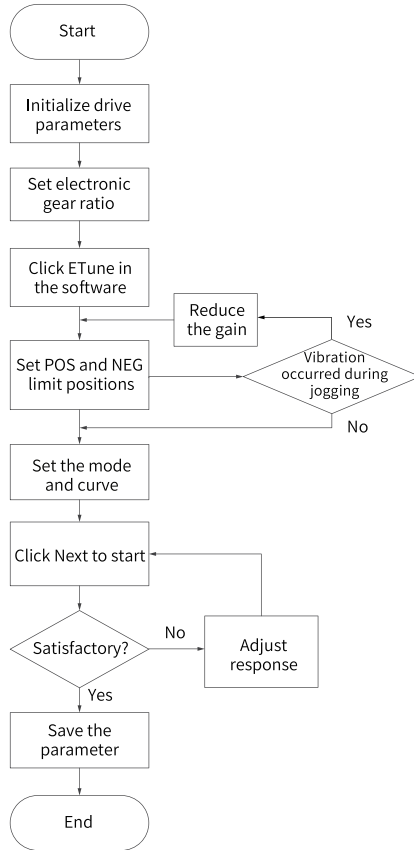 Start
Initialize drive
parameters
Set electronic
gear ratio
Click ETune in
the software
Reduce
the gain
Yes
Set POS and NEG
limit positions
Vibration
occurred during
jogging
No
Set the mode
and curve
Click Next to start
Satisfactory?
No
Adjust
response
Yes
Save the
parameter
End